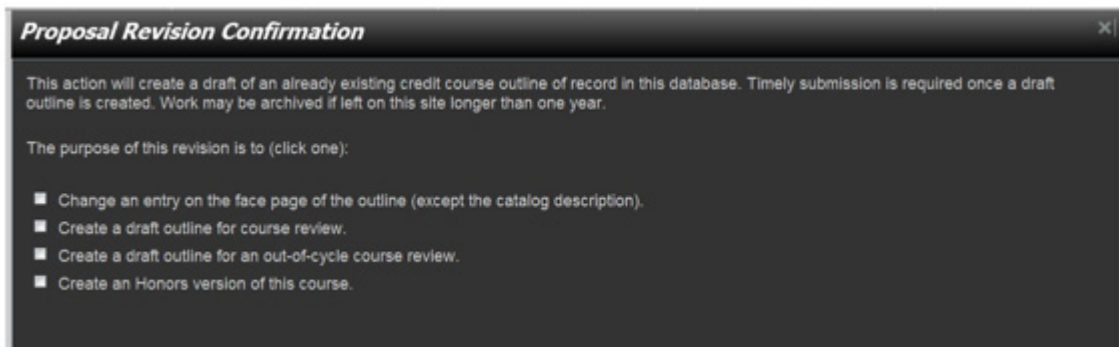 Proposal Revision Confirmation
This action will create a draft of an already existing credit course outline of record in this database. Timely submission is required once a draft
outline is created. Work may be archived if left on this site longer than one year.
The purpose of this revision is to (click one):
Change an entry on the face page of the outline (except the catalog description).
Create a draft outline for course review.
Create a draft outline for an out-of-cycle course review.
Create an Honors version of this course.